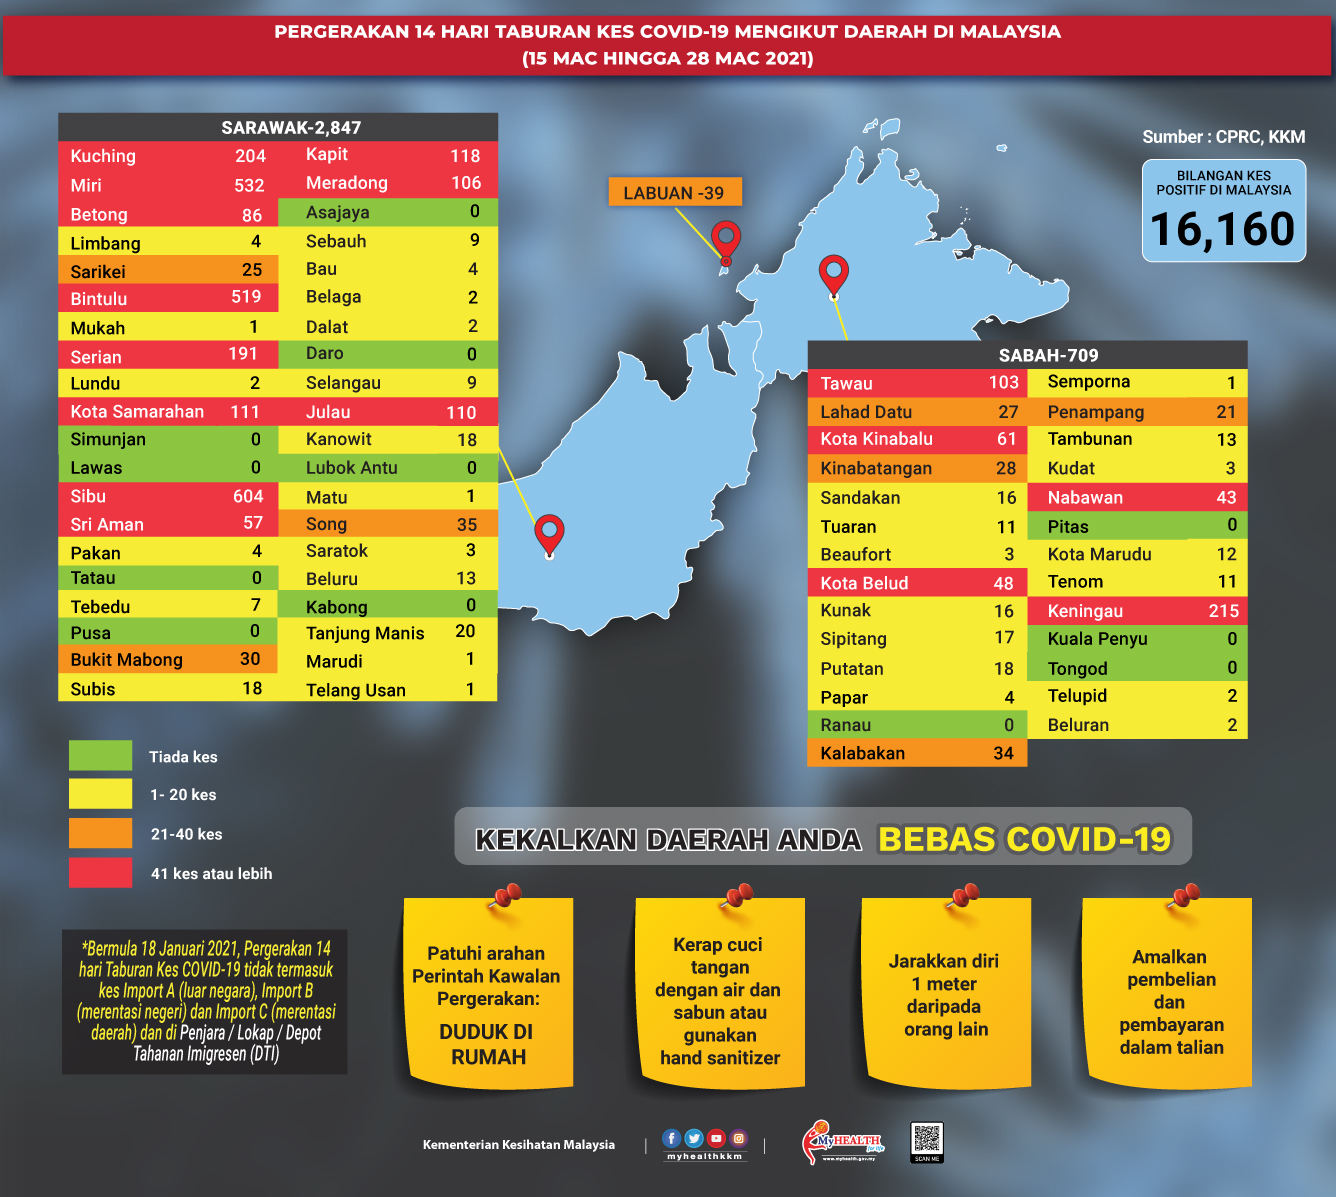 PERGERAKAN 14 HARI TABURAN KES COVID-19 MENGIKUT DAERAH DI MALAYSIA
(15 MAC HINGGA 28 MAC 2021)
Sumber : CPRC, KKM
BILANGAN KES
POSITIF DI MALAYSIA
16,160
LABUAN -39
SARAWAK-2,847
Kuching 204 Kapit 118
Miri 532 Meradong 106
Betong 86 Asajaya 0
Limbang 4 Sebauh 9
Sarikei 25 Bau 4
Bintulu 519 Belaga 2
Mukah 1 Dalat 2
Serian 191 Daro 0
Lundu 2 Selangau 9
Kota Samarahan 111 Julau 110
Simunjan 0 Kanowit 18
Lawas 0 Lubok Antu 0
Sibu 604 Matu 1
Sri Aman 57 Song 35
Pakan 4 Saratok 3
Tatau 0 Beluru 13
Tebedu 7 Kabong 0
Pusa 0 Tanjung Manis 20
Bukit Mabong 30 Marudi 1
Subis 18 Telang Usan 1
SABAH-709
Tawau 103 Semporna 1
Lahad Datu 27 Penampang 21
Kota Kinabalu 61 Tambunan 13
Kinabatangan 28 Kudat 3
Sandakan 16 Nabawan 43
Tuaran 11 Pitas 0
Beaufort 3 Kota Marudu 12
Kota Belud 48 Tenom 11
Kunak 16 Keningau 215
Sipitang 17 Kuala Penyu 0
Putatan 18 Tongod 0
Papar 4 Telupid 2
Ranau 0 Beluran 2
Kalabakan 34
Tiada kes
1- 20 kes
21-40 kes
41 kes atau lebih
*Bermula 18 Januari 2021, Pergerakan 14
hari Taburan Kes COVID-19 tidak termasuk
kes Import A (luar negara), Import B
(merentasi negeri) dan Import C (merentasi
daerah) dan di Penjara / Lokap / Depot
Tahanan Imigresen (DTI)
KEKALKAN DAERAH ANDA BEBAS COVID-19
Patuhi arahan
Perintah Kawalan
Pergerakan:
DUDUK DI
RUMAH
Kerap cuci
tangan
dengan air dan
sabun atau
gunakan
hand sanitizer
Jarakkan diri
1 meter
daripada
orang lain
Amalkan
pembelian
dan
pembayaran
dalam talian
Kementerian Kesihatan Malaysia
myhealthkkm
MyHEALTH
for life
www.myhealth.gov.my
SCAN ME